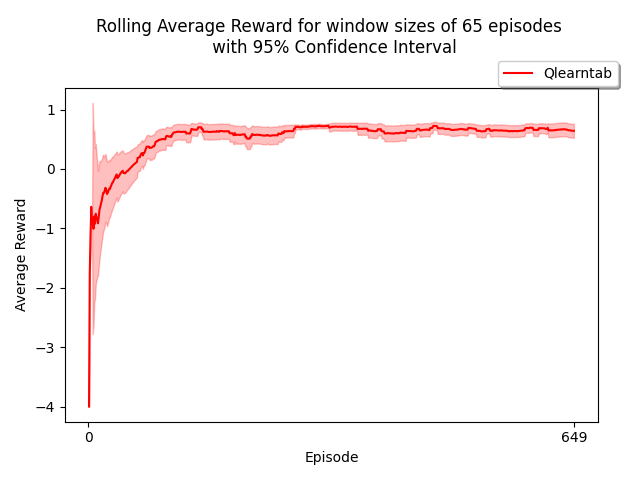 Rolling Average Reward for window sizes of 65 episodes
with 95% Confidence Interval
Qlearntab
1
0
−1
−2
−3
−4
Average Reward
0
649
Episode